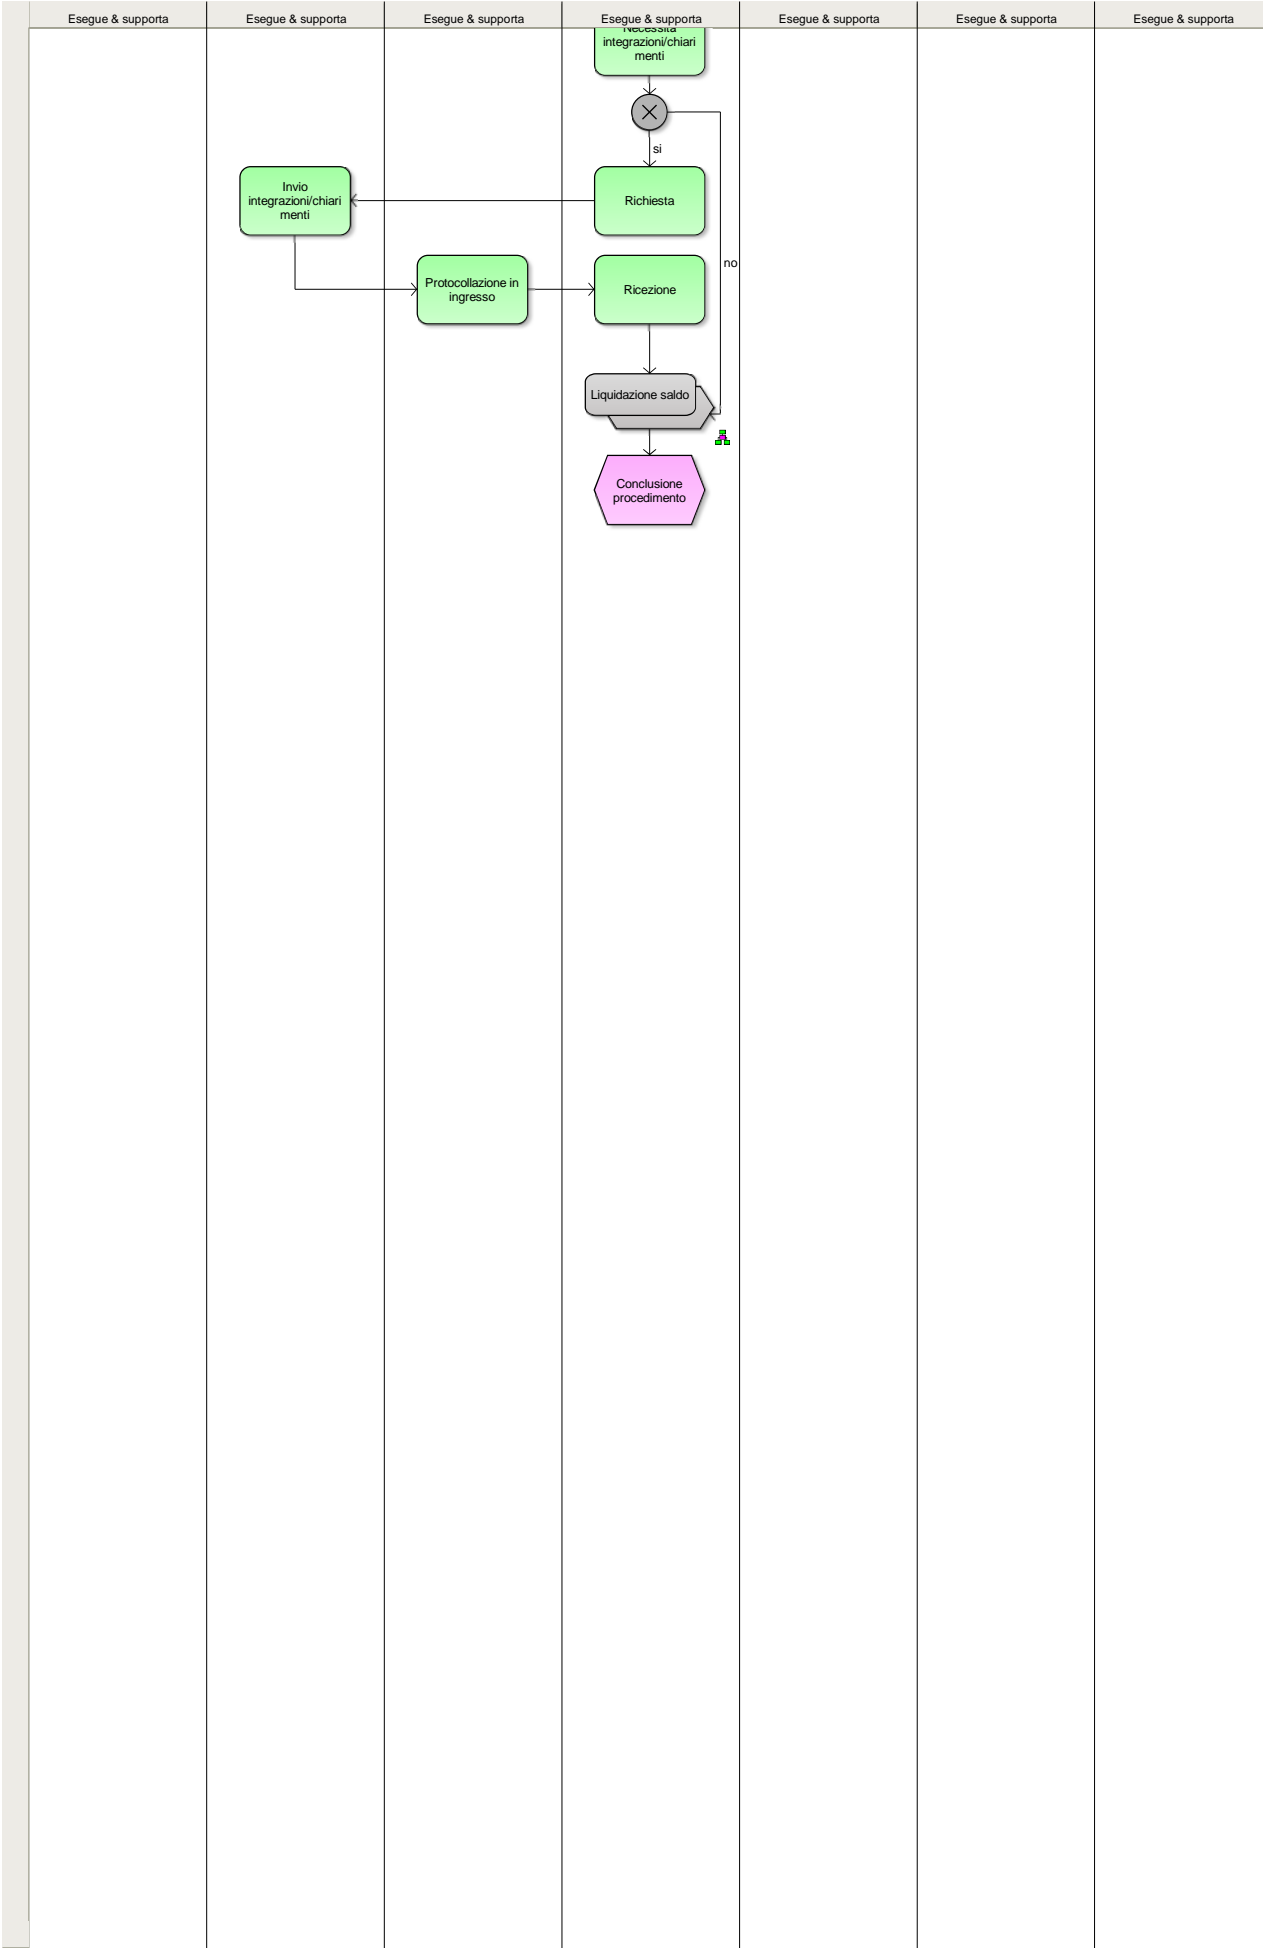 Esegue & supporta
Esegue & supporta
Esegue & supporta
Esegue & supporta
Esegue & supporta
Esegue & supporta
Esegue & supporta
Necessità
integrazioni/chiari
menti
si
Invio
integrazioni/chiari
menti
Richiesta
no
Protocollazione in
ingresso
Ricezione
Liquidazione saldo
Conclusione
procedimento